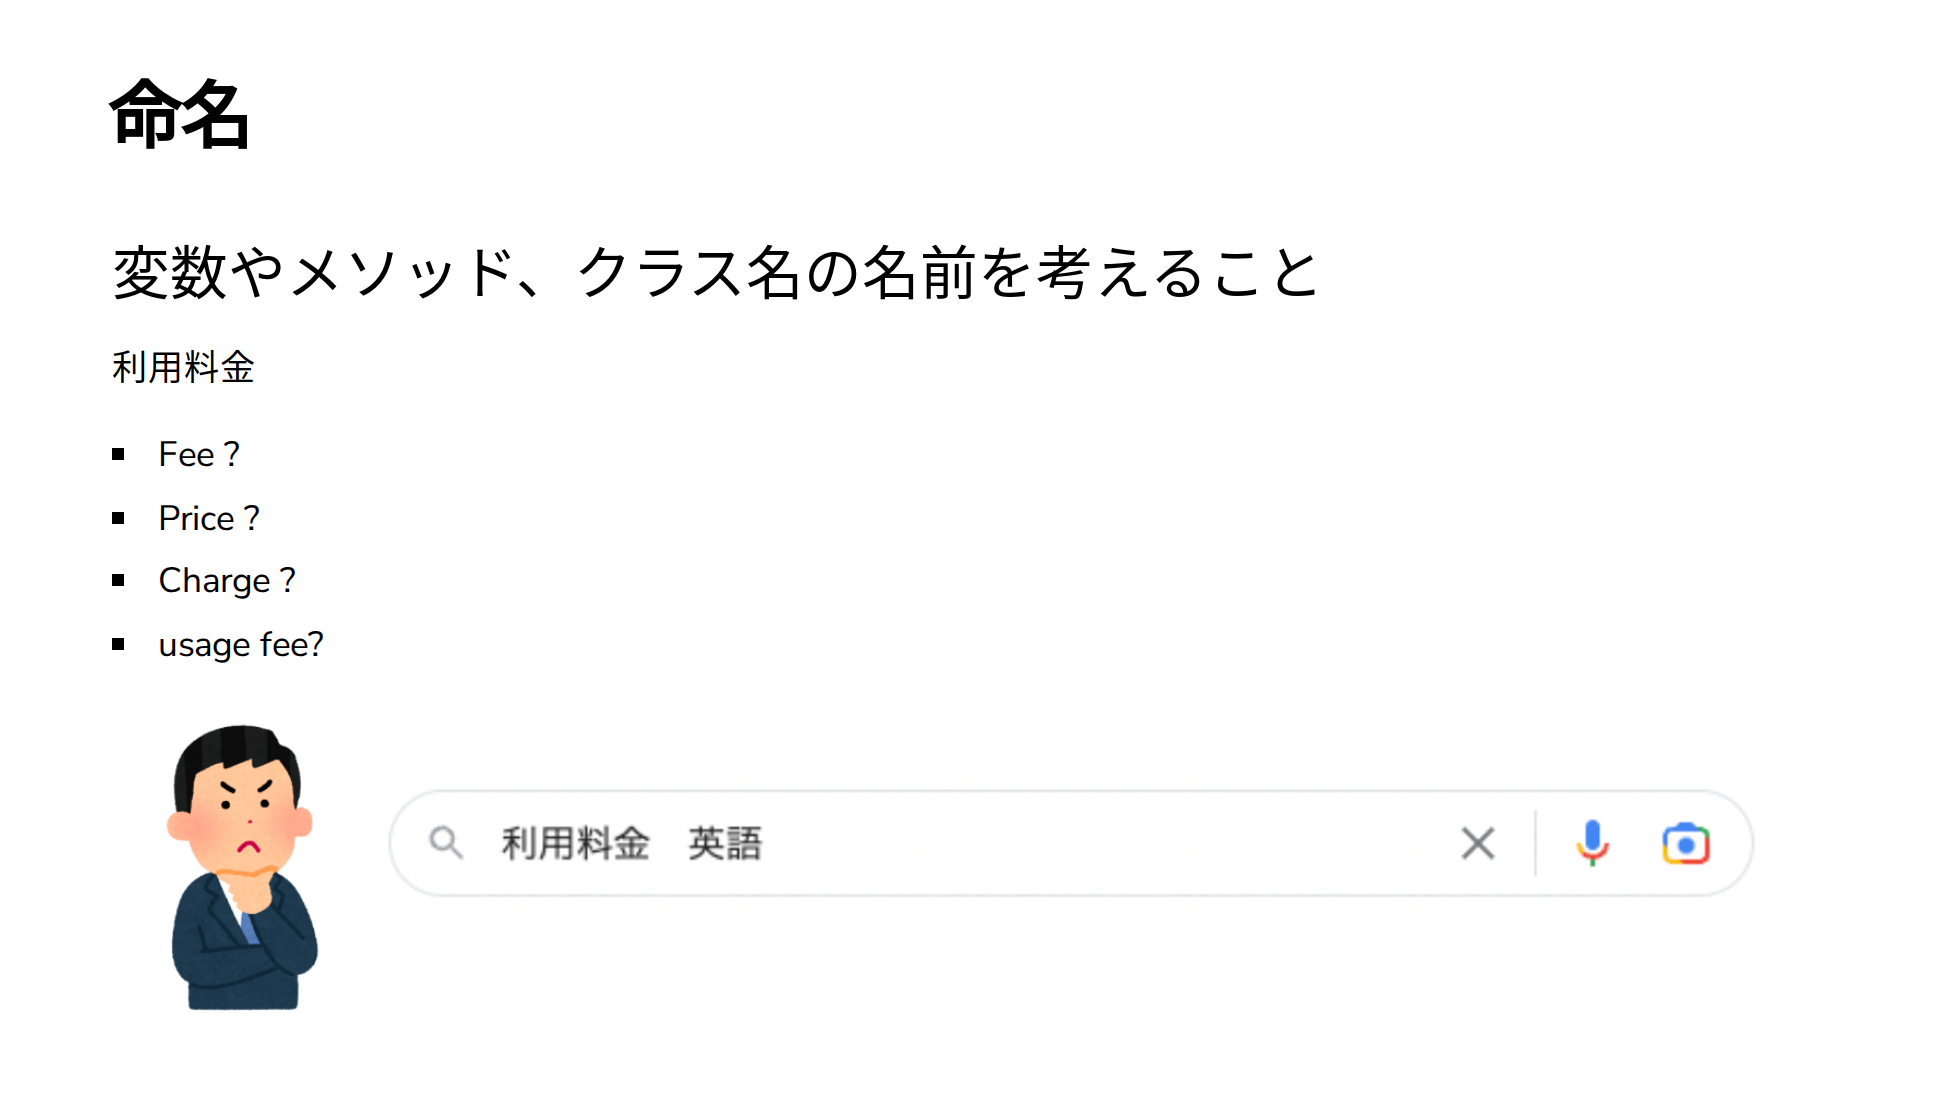 命名
変数やメソッド、クラス名の名前を考えること
利用料金
Fee？
Price？
Charge？
usage fee?
利用料金　英語